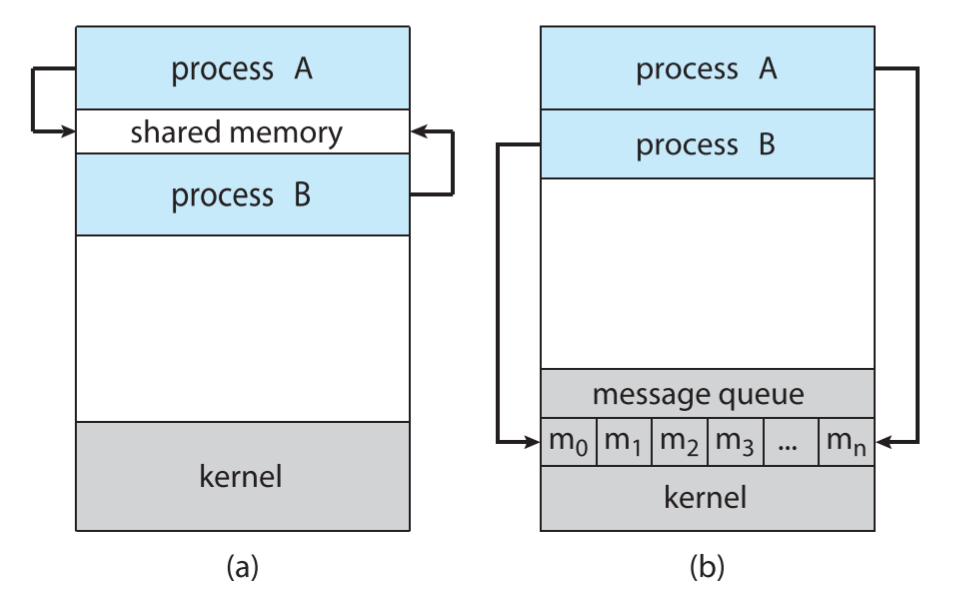 process A
shared memory
process B
kernel
(a)
process A
process B
message queue
m0 m1 m2 m3 ... mn
kernel
(b)